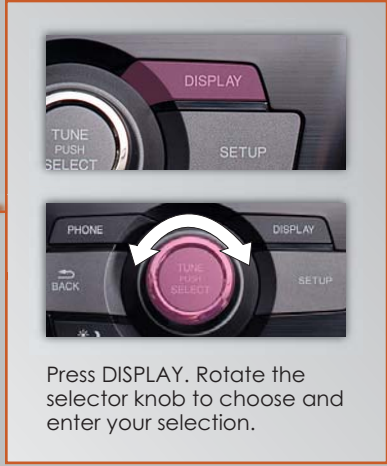 DISPLAY
TUNE
PUSH
SELECT
SETUP
PHONE
DISPLAY
TUNE
PUSH
SELECT
BACK
SETUP
Press DISPLAY. Rotate the
selector knob to choose and
enter your selection.